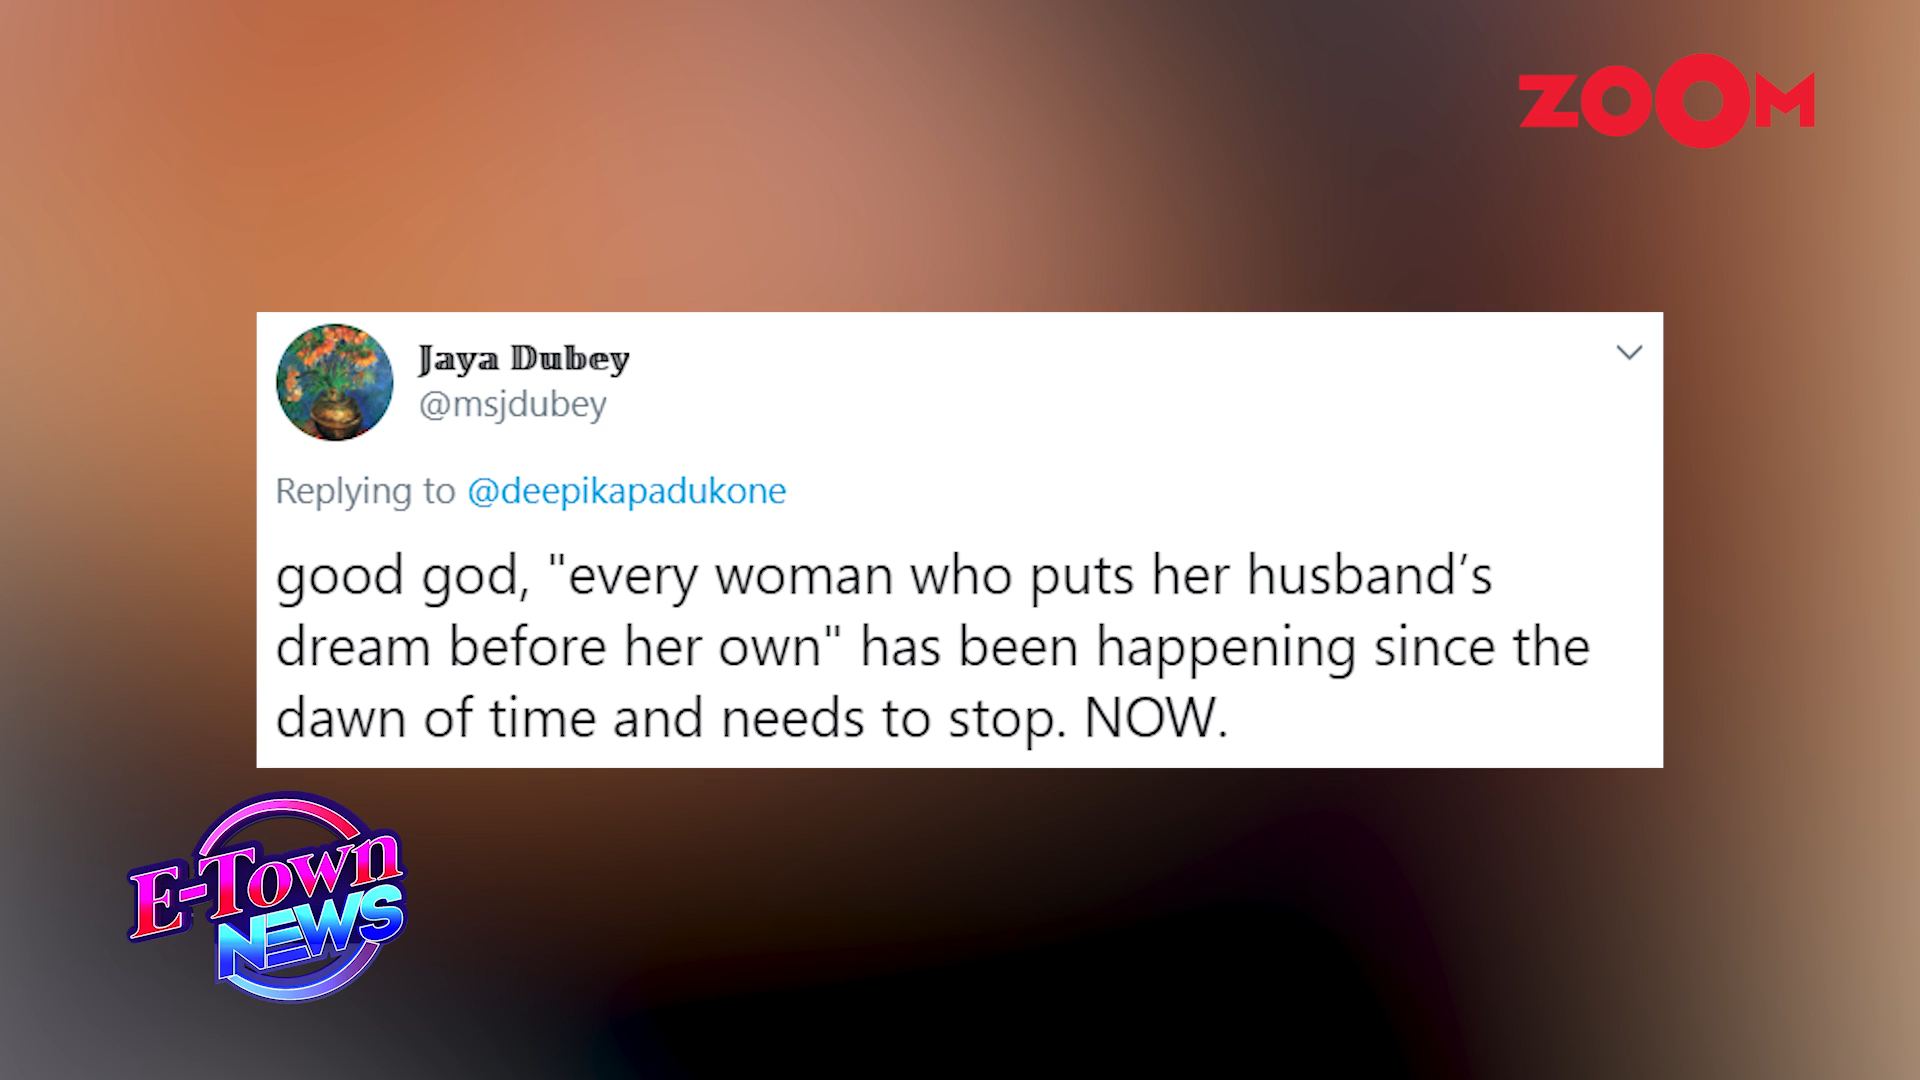 ZOOM
Jaya Dubey
@msjdubey
Replying to @deepikapadukone
good god, "every woman who puts her husband’s
dream before her own" has been happening since the
dawn of time and needs to stop. NOW.
E-Town
NEWS